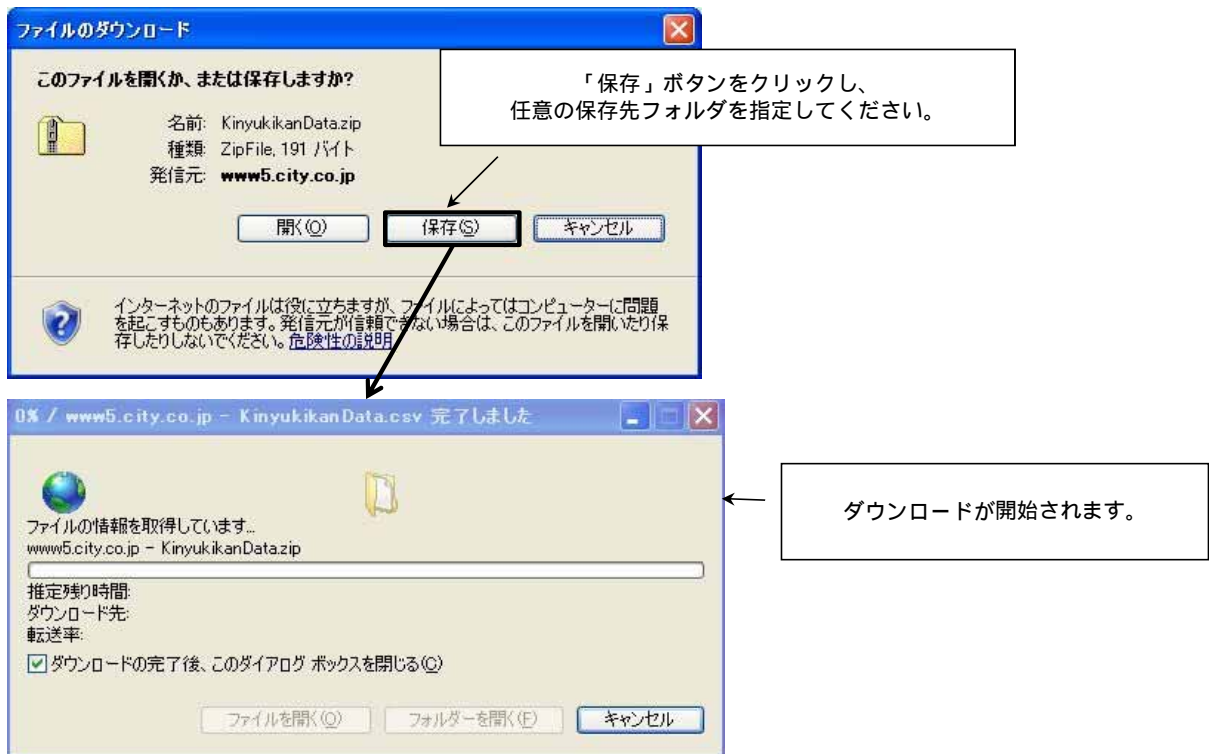 ファイルのダウンロード
このファイルを開くか、または保存しますか?
「保存」ボタンをクリックし、
任意の保存先フォルダを指定してください。
名前: KinyukikanData.zip
種類: ZipFile, 191 バイト
発信元: www5.city.co.jp
開く(O) 保存(S) キャンセル
インターネットのファイルは役に立ちますが、ファイルによってはコンピューターに問題
を起こすものもあります。発信元が信頼できない場合は、このファイルを開いたり保
存したりしないでください。危険性の説明
0% / www5.city.co.jp - KinyukikanData.csv 完了しました
ダウンロードが開始されます。
ファイルの情報を取得しています...
www5.city.co.jp - KinyukikanData.zip
推定残り時間:
ダウンロード先:
転送率:
ダウンロードの完了後、このダイアログ ボックスを閉じる(C)
ファイルを開く(O) フォルダーを開く(F) キャンセル